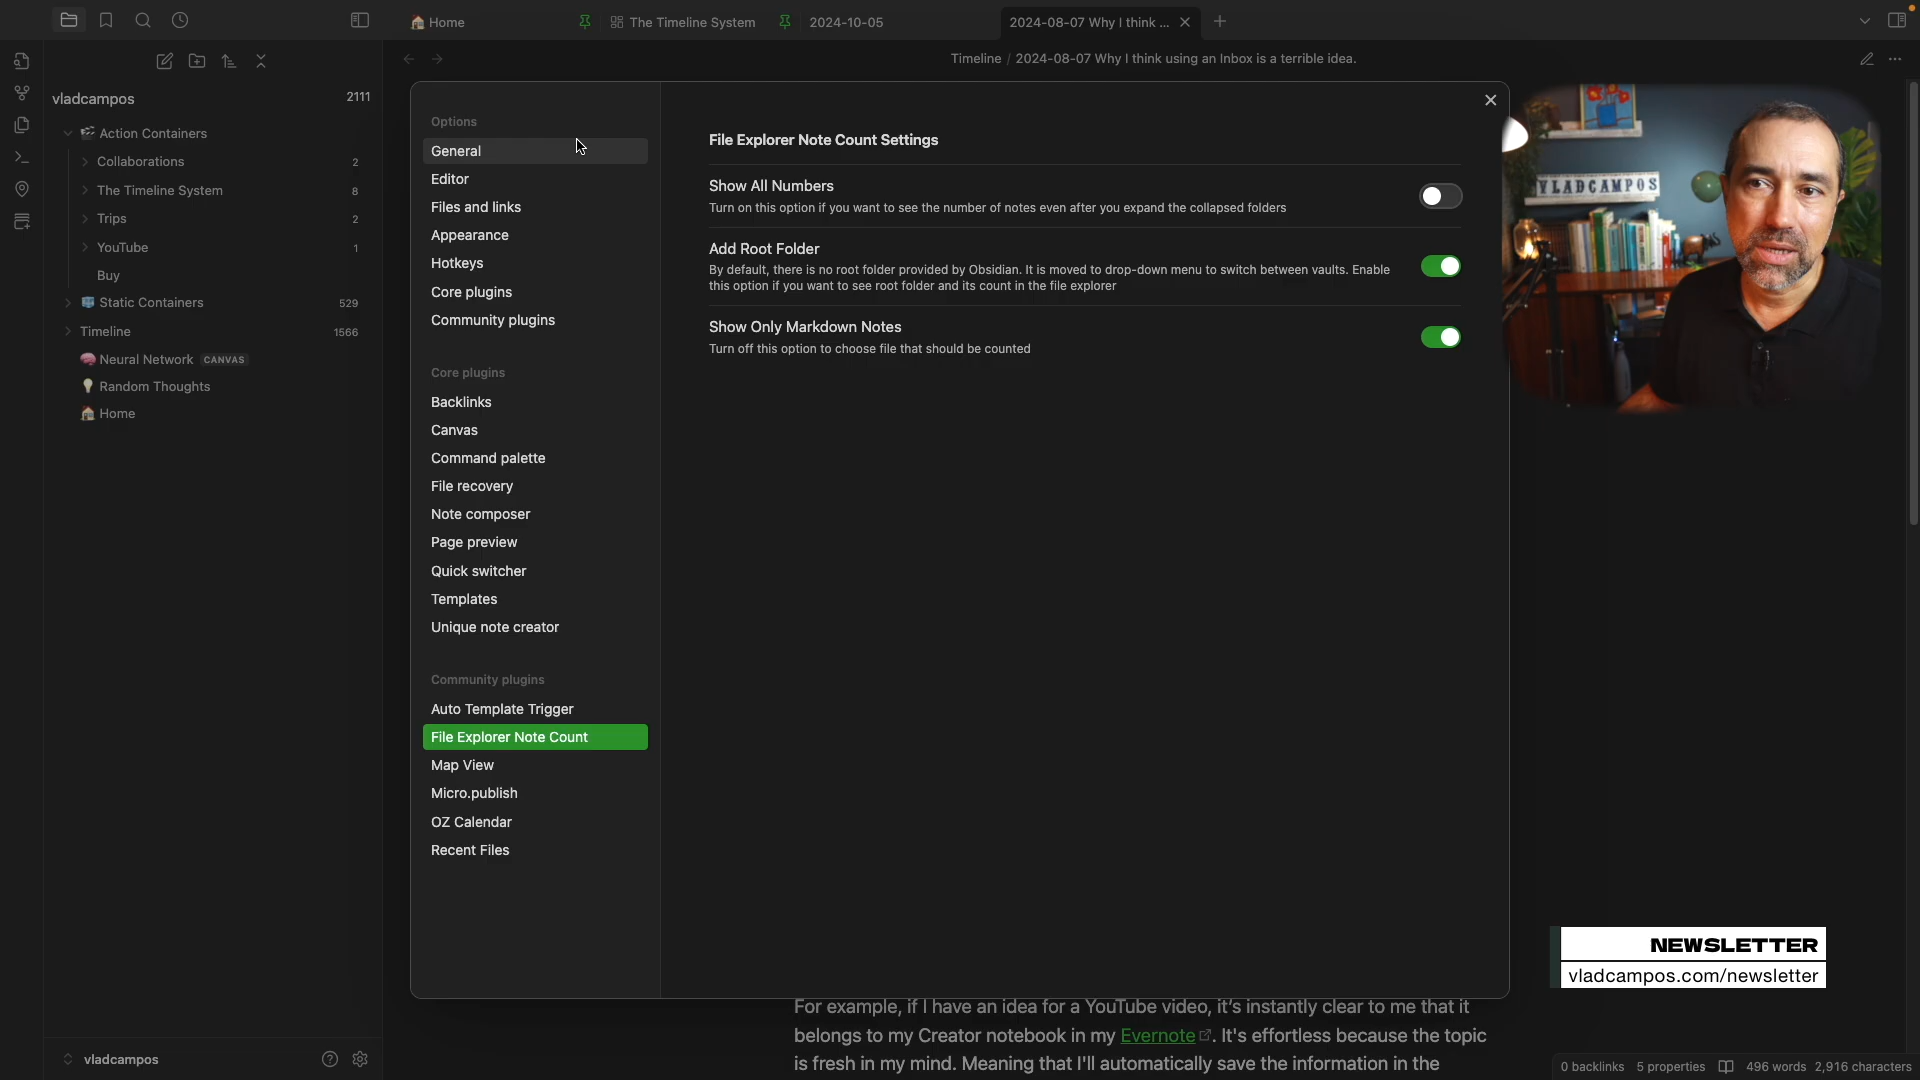 Home
The Timeline System
2024-10-05
2024-08-07 Why I think ...
Timeline / 2024-08-07 Why I think using an Inbox is a terrible idea.
vladcampos 2111
Action Containers
Collaborations 2
The Timeline System 8
Trips 2
YouTube 1
Buy
Static Containers 529
Timeline 1566
Neural Network CANVAS
Random Thoughts
Home
vladcampos
Options
General
Editor
Files and links
Appearance
Hotkeys
Core plugins
Community plugins
Core plugins
Backlinks
Canvas
Command palette
File recovery
Note composer
Page preview
Quick switcher
Templates
Unique note creator
Community plugins
Auto Template Trigger
File Explorer Note Count
Map View
Micro.publish
OZ Calendar
Recent Files
File Explorer Note Count Settings
Show All Numbers
Turn on this option if you want to see the number of notes even after you expand the collapsed folders
Add Root Folder
By default, there is no root folder provided by Obsidian. It is moved to drop-down menu to switch between vaults. Enable
this option if you want to see root folder and its count in the file explorer
Show Only Markdown Notes
Turn off this option to choose file that should be counted
VLADCAMPOS
NEWSLETTER
vladcampos.com/newsletter
For example, if I have an idea for a YouTube video, it's instantly clear to me that it
belongs to my Creator notebook in my Evernote. It's effortless because the topic
is fresh in my mind. Meaning that I'll automatically save the information in the
0 backlinks 5 properties 496 words 2,916 characters